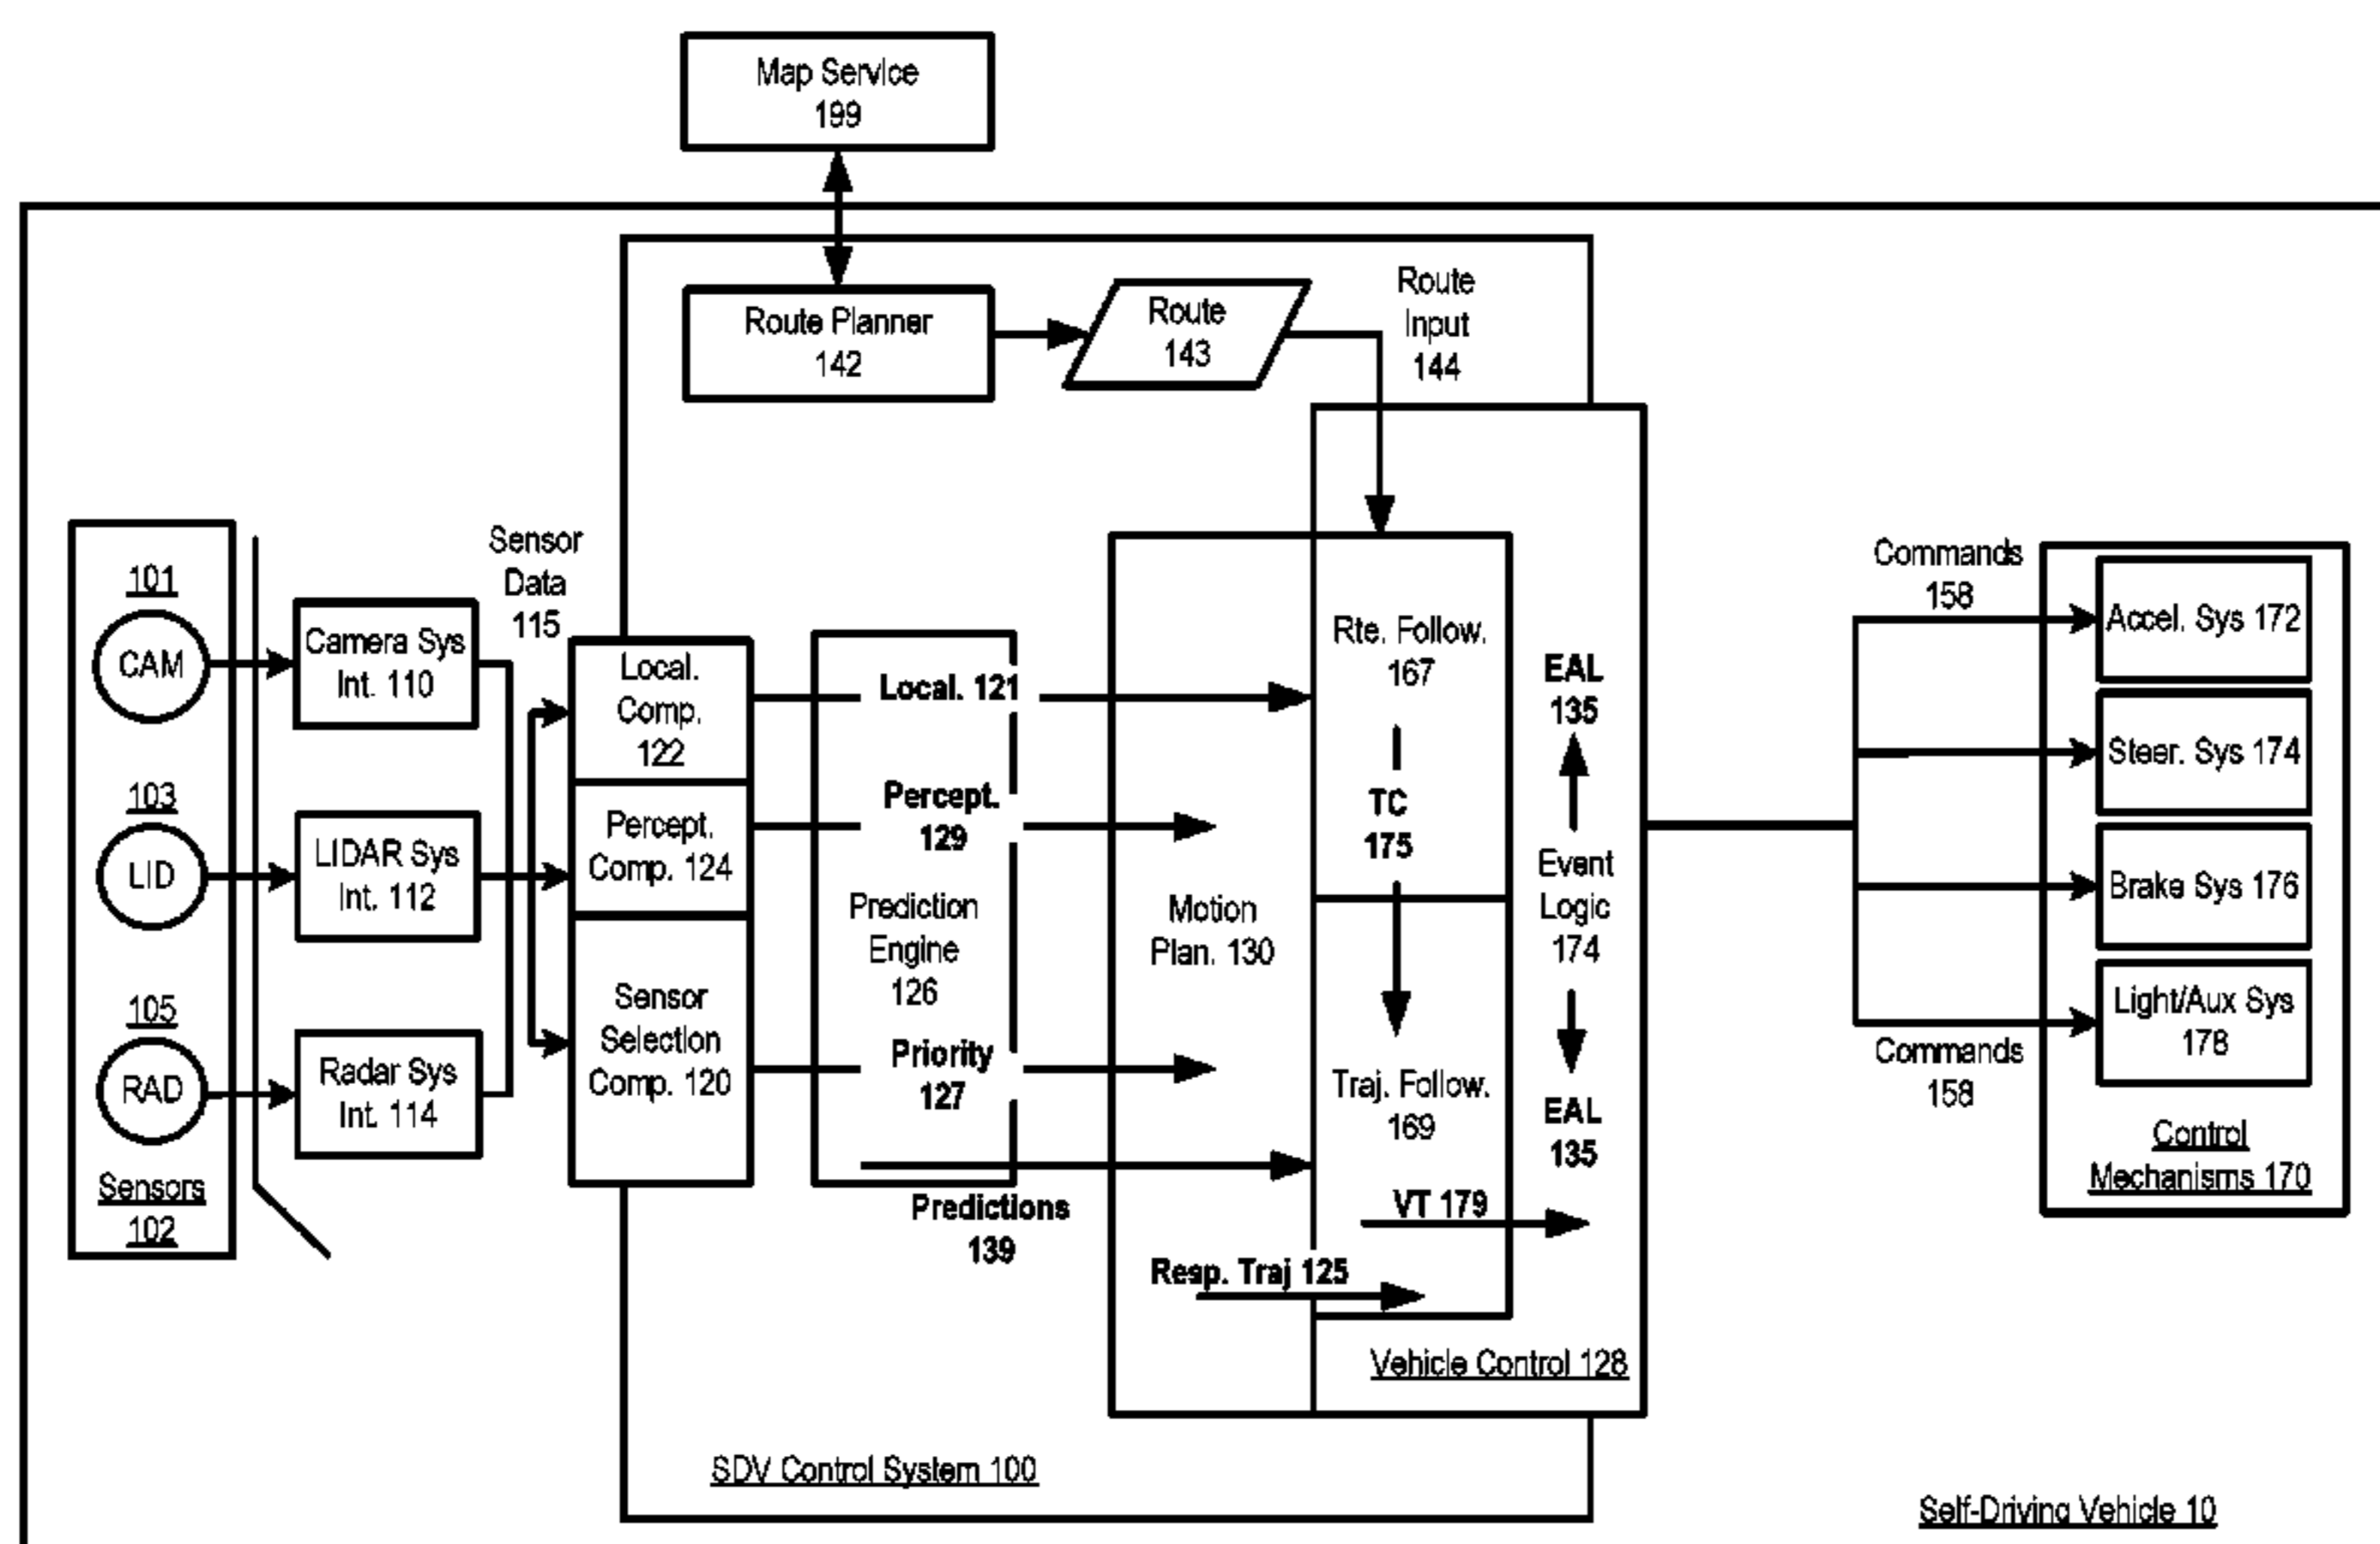 Map Service
199
Route Planner
142
Route
143
Route
Input
144
101
CAM
103
LID
105
RAD
Sensors
102
Camera Sys
Int. 110
LIDAR Sys
Int. 112
Radar Sys
Int. 114
Sensor
Data
115
Local.
Comp.
122
Percept.
Comp. 124
Sensor
Selection
Comp. 120
Local. 121
Percept.
129
Prediction
Engine
126
Priority
127
Predictions
139
Motion
Plan. 130
Resp. Traj 125
Rte. Follow.
167
TC
175
Traj. Follow.
169
VT 179
EAL
135
Event
Logic
174
EAL
135
Vehicle Control 128
SDV Control System 100
Commands
158
Commands
158
Accel. Sys 172
Steer. Sys 174
Brake Sys 176
Light/Aux Sys
178
Control
Mechanisms 170
Self-Driving Vehicle 10